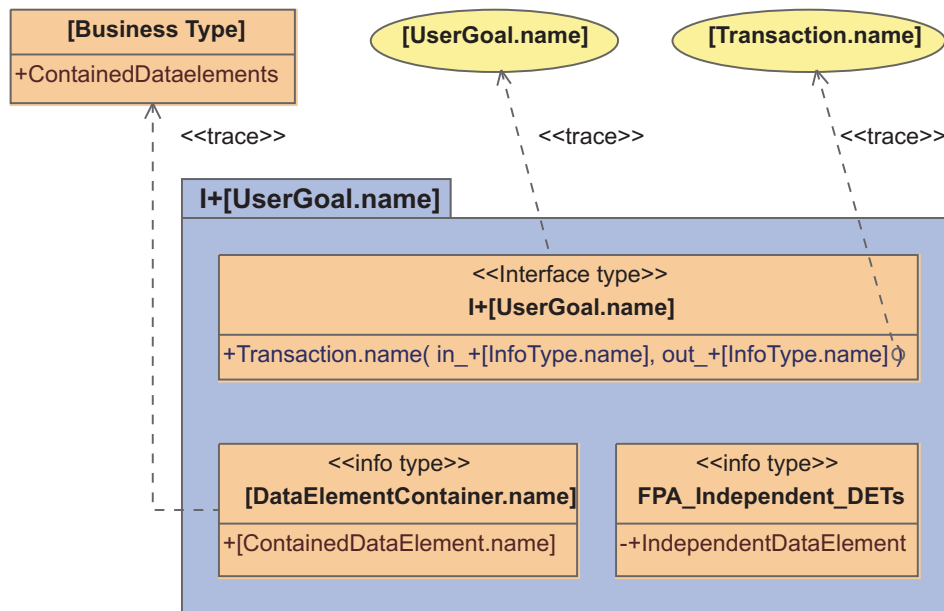 [Business Type]
+ContainedDataelements
[UserGoal.name]
[Transaction.name]
<<trace>>
<<trace>>
<<trace>>
I+[UserGoal.name]
<<Interface type>>
I+[UserGoal.name]
+Transaction.name( in_+[InfoType.name], out_+[InfoType.name] )
<<info type>>
[DataElementContainer.name]
+[ContainedDataElement.name]
<<info type>>
FPA_Independent_DETs
-+IndependentDataElement